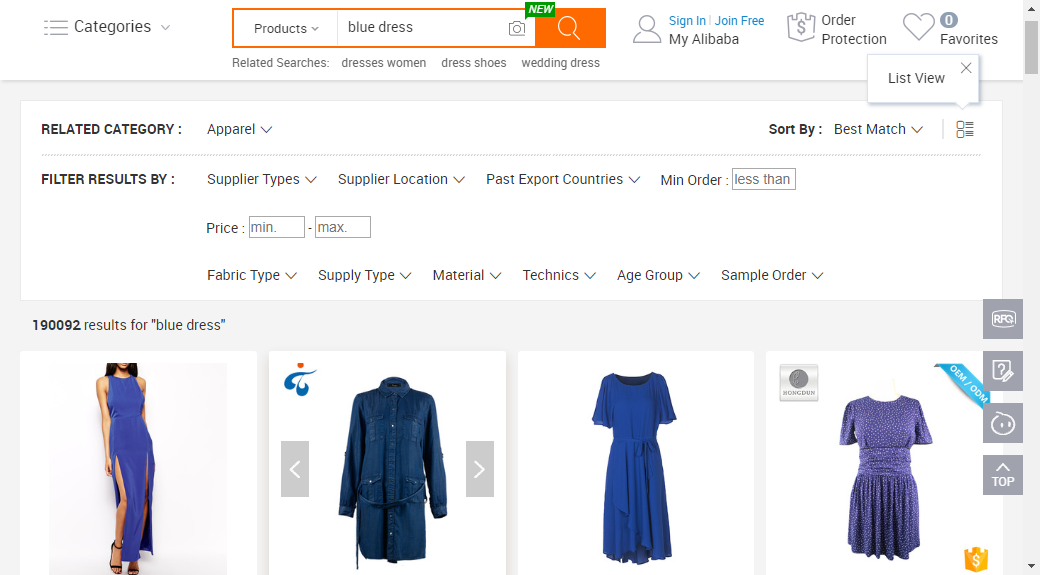 Categories
Products
blue dress
NEW
Sign In | Join Free
My Alibaba
Order
Protection
0
Favorites
Related Searches: dresses women dress shoes wedding dress
List View
RELATED CATEGORY : Apparel
Sort By : Best Match
FILTER RESULTS BY : Supplier Types Supplier Location Past Export Countries Min Order : less than
Price : min. - max.
Fabric Type Supply Type Material Technics Age Group Sample Order
190092 results for "blue dress"
RFQ
HONGDUN
OEM / ODM
TOP